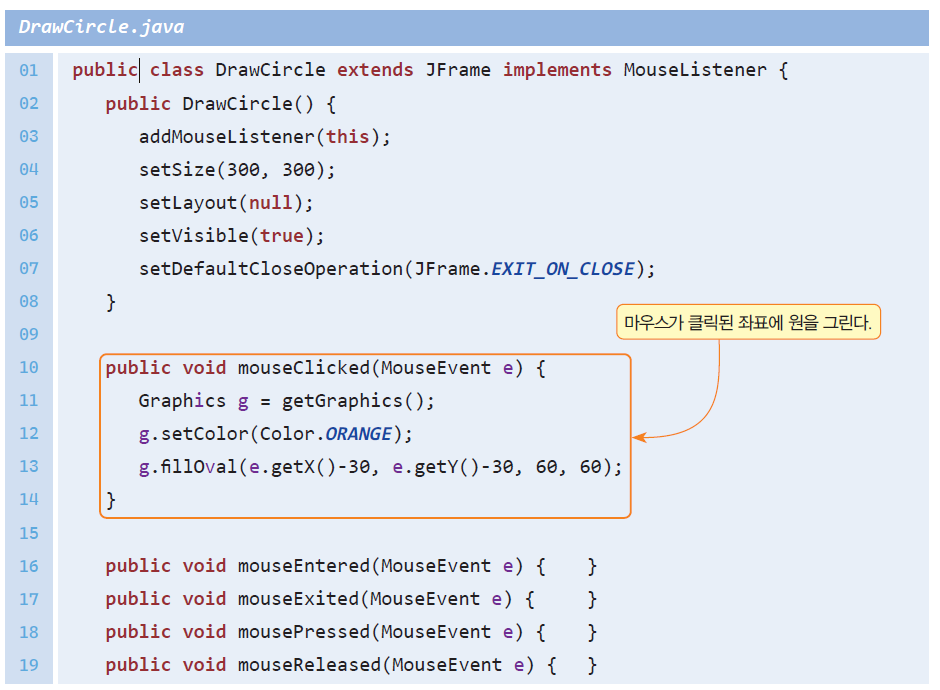 DrawCircle.java
01 public class DrawCircle extends JFrame implements MouseListener {
02 public DrawCircle() {
03 addMouseListener(this);
04 setSize(300, 300);
05 setLayout(null);
06 setVisible(true);
07 setDefaultCloseOperation(JFrame.EXIT_ON_CLOSE);
08 }
09
마우스가 클릭된 좌표에 원을 그린다.
10 public void mouseClicked(MouseEvent e) {
11 Graphics g = getGraphics();
12 g.setColor(Color.ORANGE);
13 g.fillOval(e.getX()-30, e.getY()-30, 60, 60);
14 }
15
16 public void mouseEntered(MouseEvent e) { }
17 public void mouseExited(MouseEvent e) { }
18 public void mousePressed(MouseEvent e) { }
19 public void mouseReleased(MouseEvent e) { }